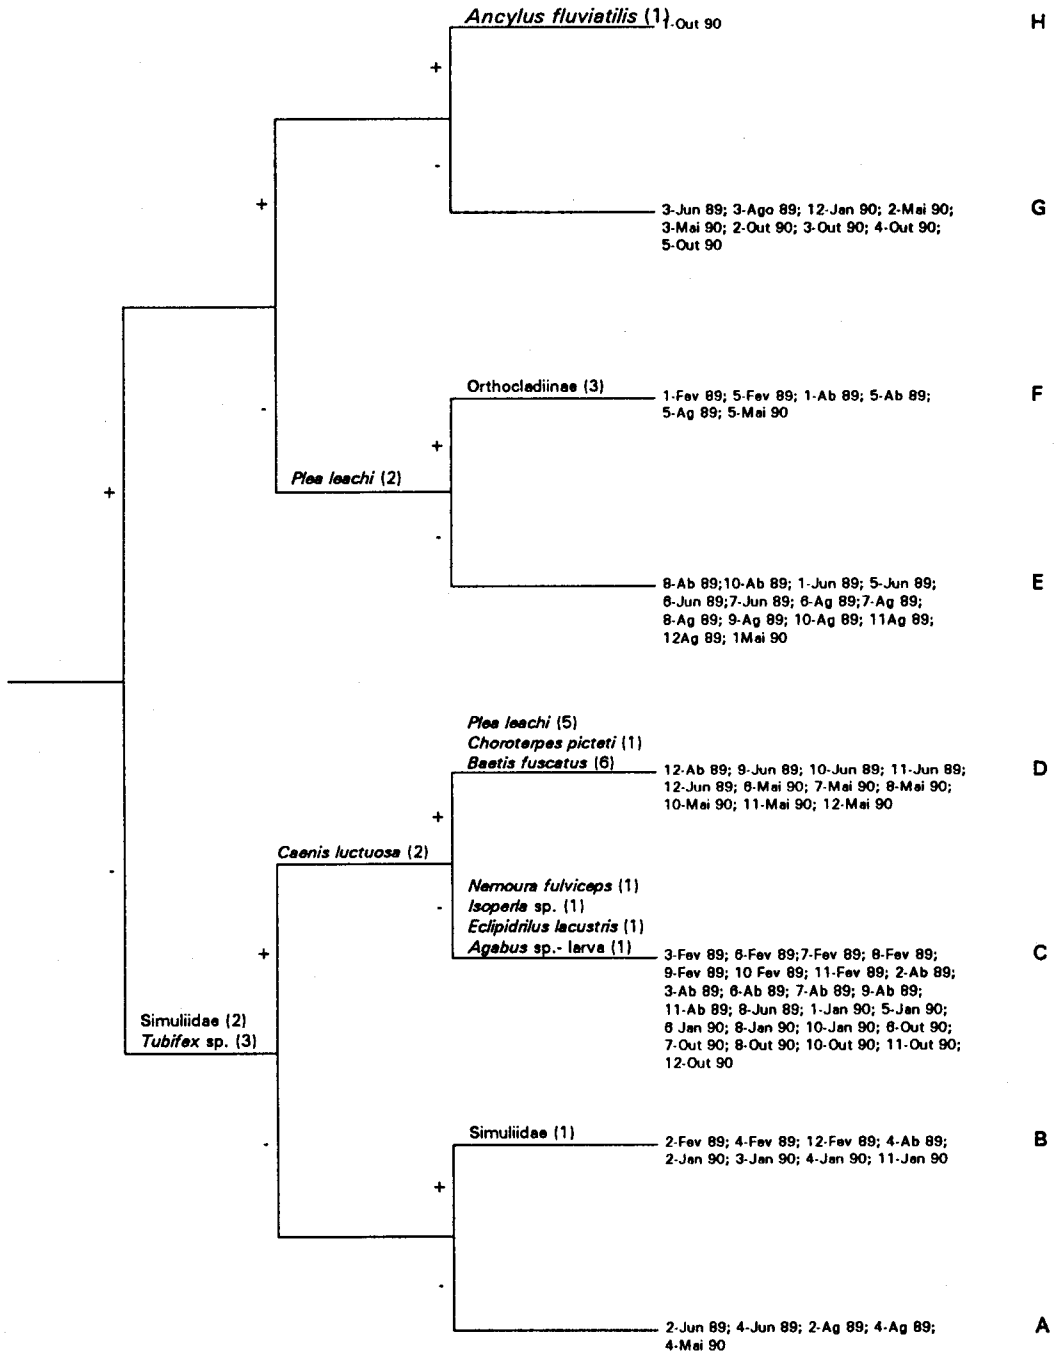 Ancylus fluviatilis (1)
1-Out 90
H
+
-
+
3-Jun 89; 3-Ago 89; 12-Jan 90; 2-Mai 90;
3-Mai 90; 2-Out 90; 3-Out 90; 4-Out 90;
5-Out 90
G
-
Orthocladiinae (3)
1-Fev 89; 5-Fev 89; 1-Ab 89; 5-Ab 89;
5-Ag 89; 5-Mai 90
F
+
Plea leachi (2)
+
-
8-Ab 89;10-Ab 89; 1-Jun 89; 5-Jun 89;
6-Jun 89;7-Jun 89; 6-Ag 89;7-Ag 89;
8-Ag 89; 9-Ag 89; 10-Ag 89; 11Ag 89;
12Ag 89; 1Mai 90
E
Plea leachi (5)
Choroterpes picteti (1)
Baetis fuscatus (6)
12-Ab 89; 9-Jun 89; 10-Jun 89; 11-Jun 89;
12-Jun 89; 6-Mai 90; 7-Mai 90; 8-Mai 90;
10-Mai 90; 11-Mai 90; 12-Mai 90
D
+
Caenis luctuosa (2)
-
Nemoura fulviceps (1)
Isoperla sp. (1)
Eclipidrilus lacustris (1)
Agabus sp.- larva (1)
-
+
3-Fev 89; 6-Fev 89;7-Fev 89; 8-Fev 89;
9-Fev 89; 10 Fev 89; 11-Fev 89; 2-Ab 89;
3-Ab 89; 6-Ab 89; 7-Ab 89; 9-Ab 89;
11-Ab 89; 8-Jun 89; 1-Jan 90; 5-Jan 90;
6 Jan 90; 8-Jan 90; 10-Jan 90; 6-Out 90;
7-Out 90; 8-Out 90; 10-Out 90; 11-Out 90;
12-Out 90
C
Simuliidae (2)
Tubifex sp. (3)
-
Simuliidae (1)
2-Fev 89; 4-Fev 89; 12-Fev 89; 4-Ab 89;
2-Jan 90; 3-Jan 90; 4-Jan 90; 11-Jan 90
B
+
-
2-Jun 89; 4-Jun 89; 2-Ag 89; 4-Ag 89;
4-Mai 90
A